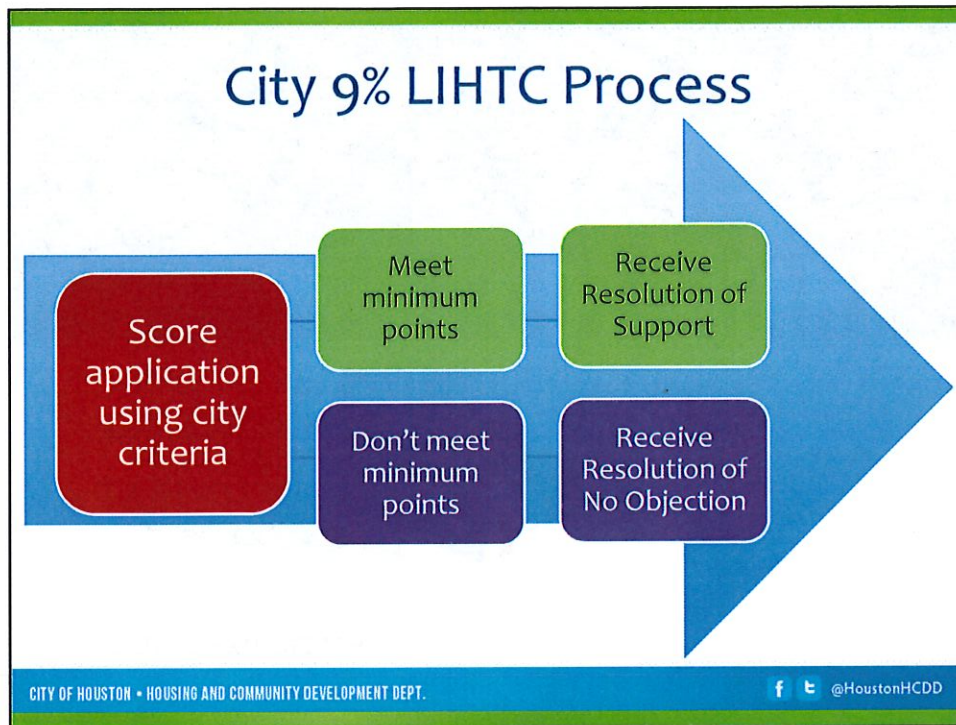 City 9% LIHTC Process
Score
application
using city
criteria
Meet
minimum
points
Receive
Resolution of
Support
Don't meet
minimum
points
Receive
Resolution of
No Objection
CITY OF HOUSTON • HOUSING AND COMMUNITY DEVELOPMENT DEPT.
@HoustonHCDD